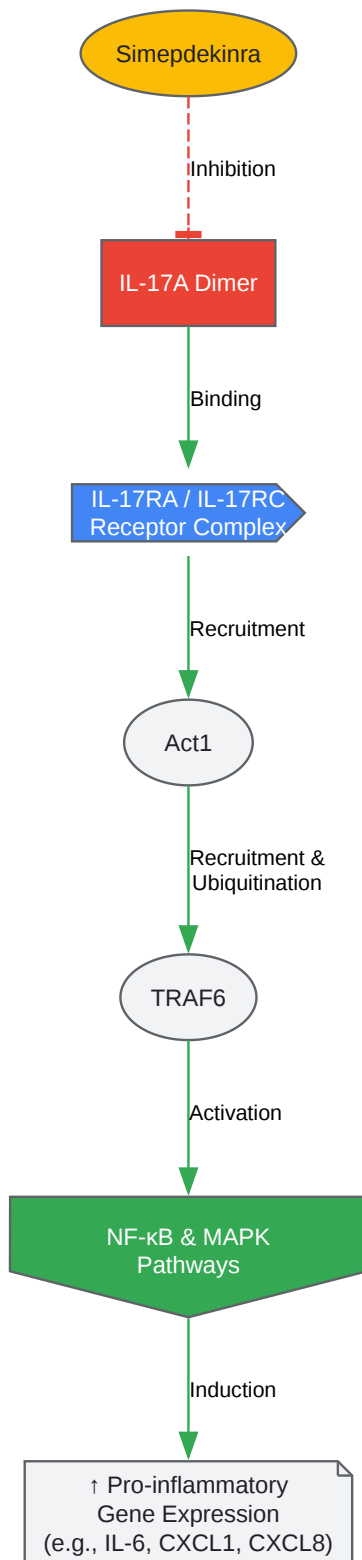 Simepdekinra
Inhibition
IL-17A Dimer
Binding
IL-17RA / IL-17RC
Receptor Complex
Recruitment
Act1
Recruitment &
Ubiquitination
TRAF6
Activation
NF-κB & MAPK
Pathways
Induction
↑ Pro-inflammatory
Gene Expression
(e.g., IL-6, CXCL1, CXCL8)